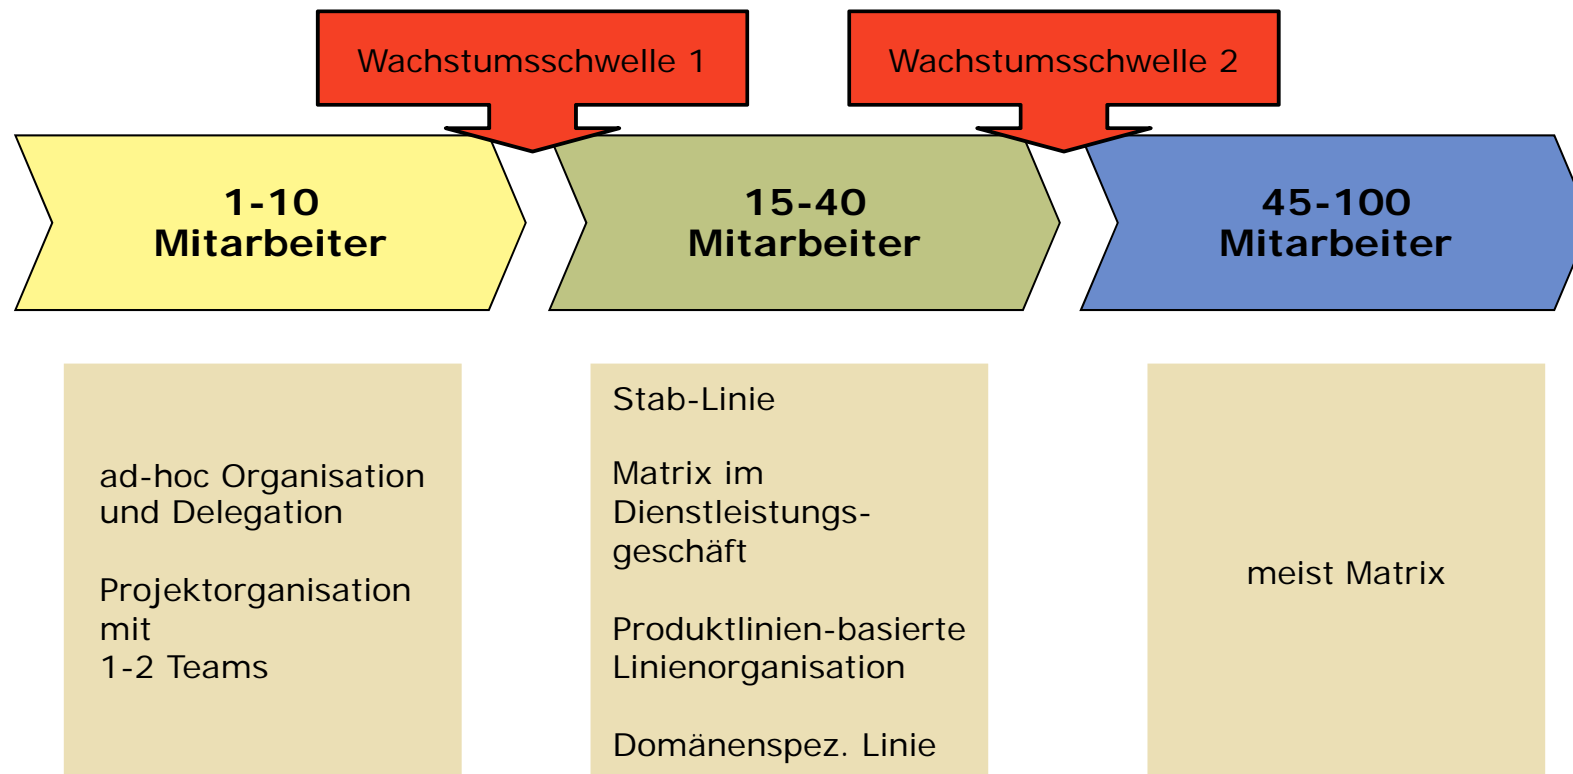 Wachstumsschwelle 1
Wachstumsschwelle 2
1-10
Mitarbeiter
15-40
Mitarbeiter
45-100
Mitarbeiter
ad-hoc Organisation
und Delegation
Projektorganisation
mit
1-2 Teams
Stab-Linie
Matrix im
Dienstleistungs-
geschäft
Produktlinien-basierte
Linienorganisation
Domänenspez. Linie
meist Matrix